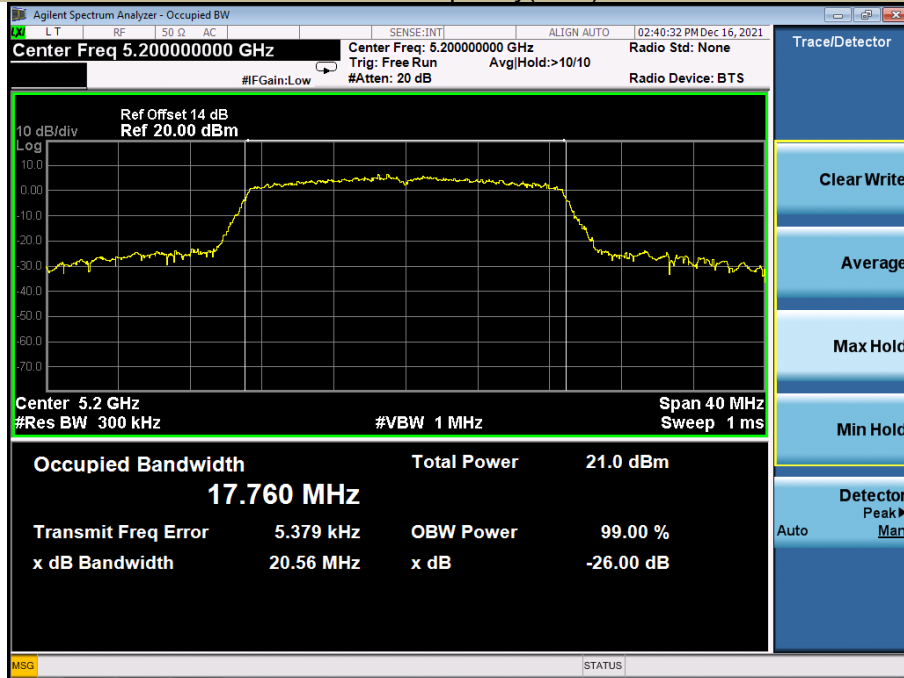 Agilent Spectrum Analyzer - Occupied BW
LXI LT RF 50 Ω AC SENSE:INT ALIGN AUTO 02:40:32 PM Dec 16, 2021
Center Freq 5.200000000 GHz Center Freq: 5.200000000 GHz Radio Std: None
Trig: Free Run Avg|Hold:>10/10
#IFGain:Low #Atten: 20 dB Radio Device: BTS
Trace/Detector
Ref Offset 14 dB
10 dB/div Ref 20.00 dBm
Log
10.0
0.00
-10.0
-20.0
-30.0
-40.0
-50.0
-60.0
-70.0
Center 5.2 GHz Span 40 MHz
#Res BW 300 kHz #VBW 1 MHz Sweep 1 ms
Occupied Bandwidth Total Power 21.0 dBm
17.760 MHz
Transmit Freq Error 5.379 kHz OBW Power 99.00 %
x dB Bandwidth 20.56 MHz x dB -26.00 dB
Clear Write
Average
Max Hold
Min Hold
Detector
Peak▶
Auto Man
MSG STATUS